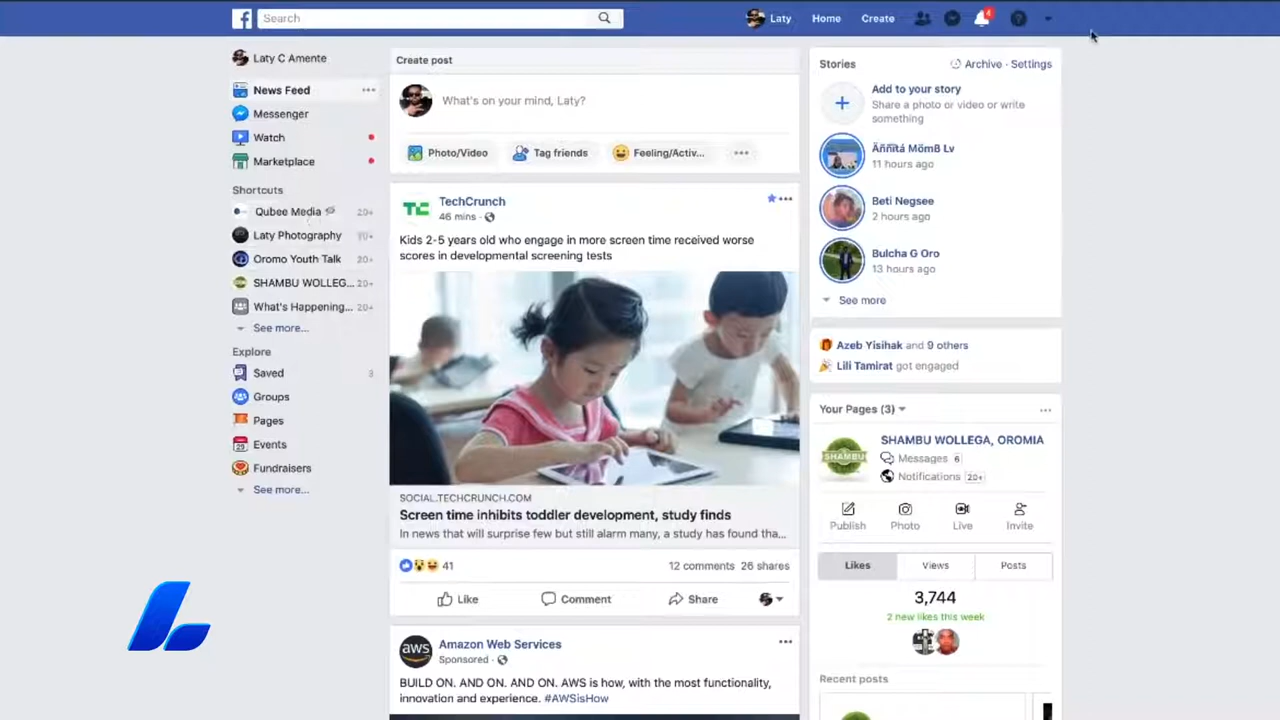 Search
Laty
Home
Create
4
Laty C Amente
News Feed
Messenger
Watch
Marketplace
Shortcuts
Qubee Media 20+
Laty Photography
Oromo Youth Talk 20+
SHAMBU WOLLEG... 20+
What's Happening... 20+
See more...
Explore
Saved 3
Groups
Pages
Events
Fundraisers
See more...
Create post
What's on your mind, Laty?
Photo/Video
Tag friends
Feeling/Activ...
TechCrunch
46 mins ·
Kids 2-5 years old who engage in more screen time received worse
scores in developmental screening tests
SOCIAL.TECHCRUNCH.COM
Screen time inhibits toddler development, study finds
In news that will surprise few but still alarm many, a study has found tha...
41
12 comments 26 shares
Like
Comment
Share
aws
Amazon Web Services
Sponsored ·
BUILD ON. AND ON. AND ON. AWS is how, with the most functionality,
innovation and experience. #AWSisHow
Stories
Archive · Settings
Add to your story
Share a photo or video or write
something
11 hours ago
Beti Negsee
2 hours ago
Bulcha G Oro
13 hours ago
See more
Azeb Yisihak and 9 others
Lili Tamirat got engaged
Your Pages (3)
SHAMBU
SHAMBU WOLLEGA, OROMIA
Messages 6
Notifications 20+
Publish
Photo
Live
Invite
Likes
Views
Posts
3,744
2 new likes this week
Recent posts